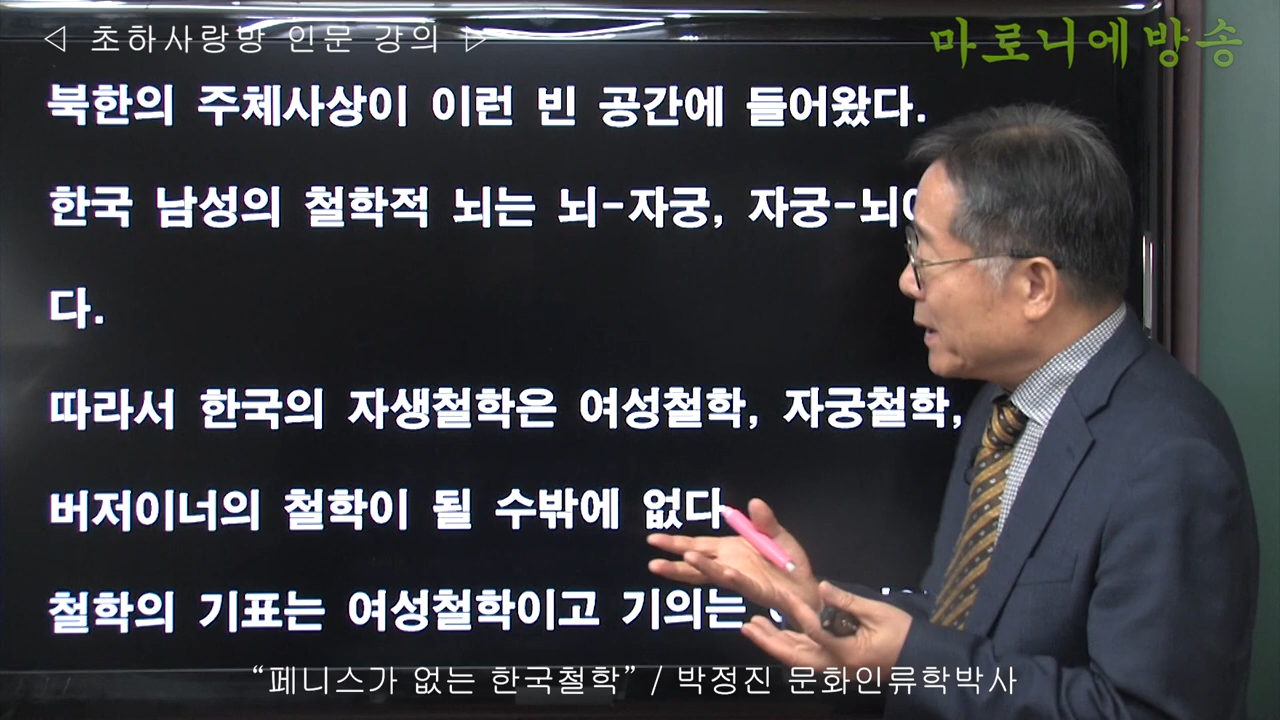 ◁ 초하사랑방 인문 강의 ▷
마로니에방송
북한의 주체사상이 이런 빈 공간에 들어왔다.
한국 남성의 철학적 뇌는 뇌-자궁, 자궁-뇌이
다.
따라서 한국의 자생철학은 여성철학, 자궁철학,
버저이너의 철학이 될 수밖에 없다
철학의 기표는 여성철학이고 기의는
“페니스가 없는 한국철학” / 박정진 문화인류학박사